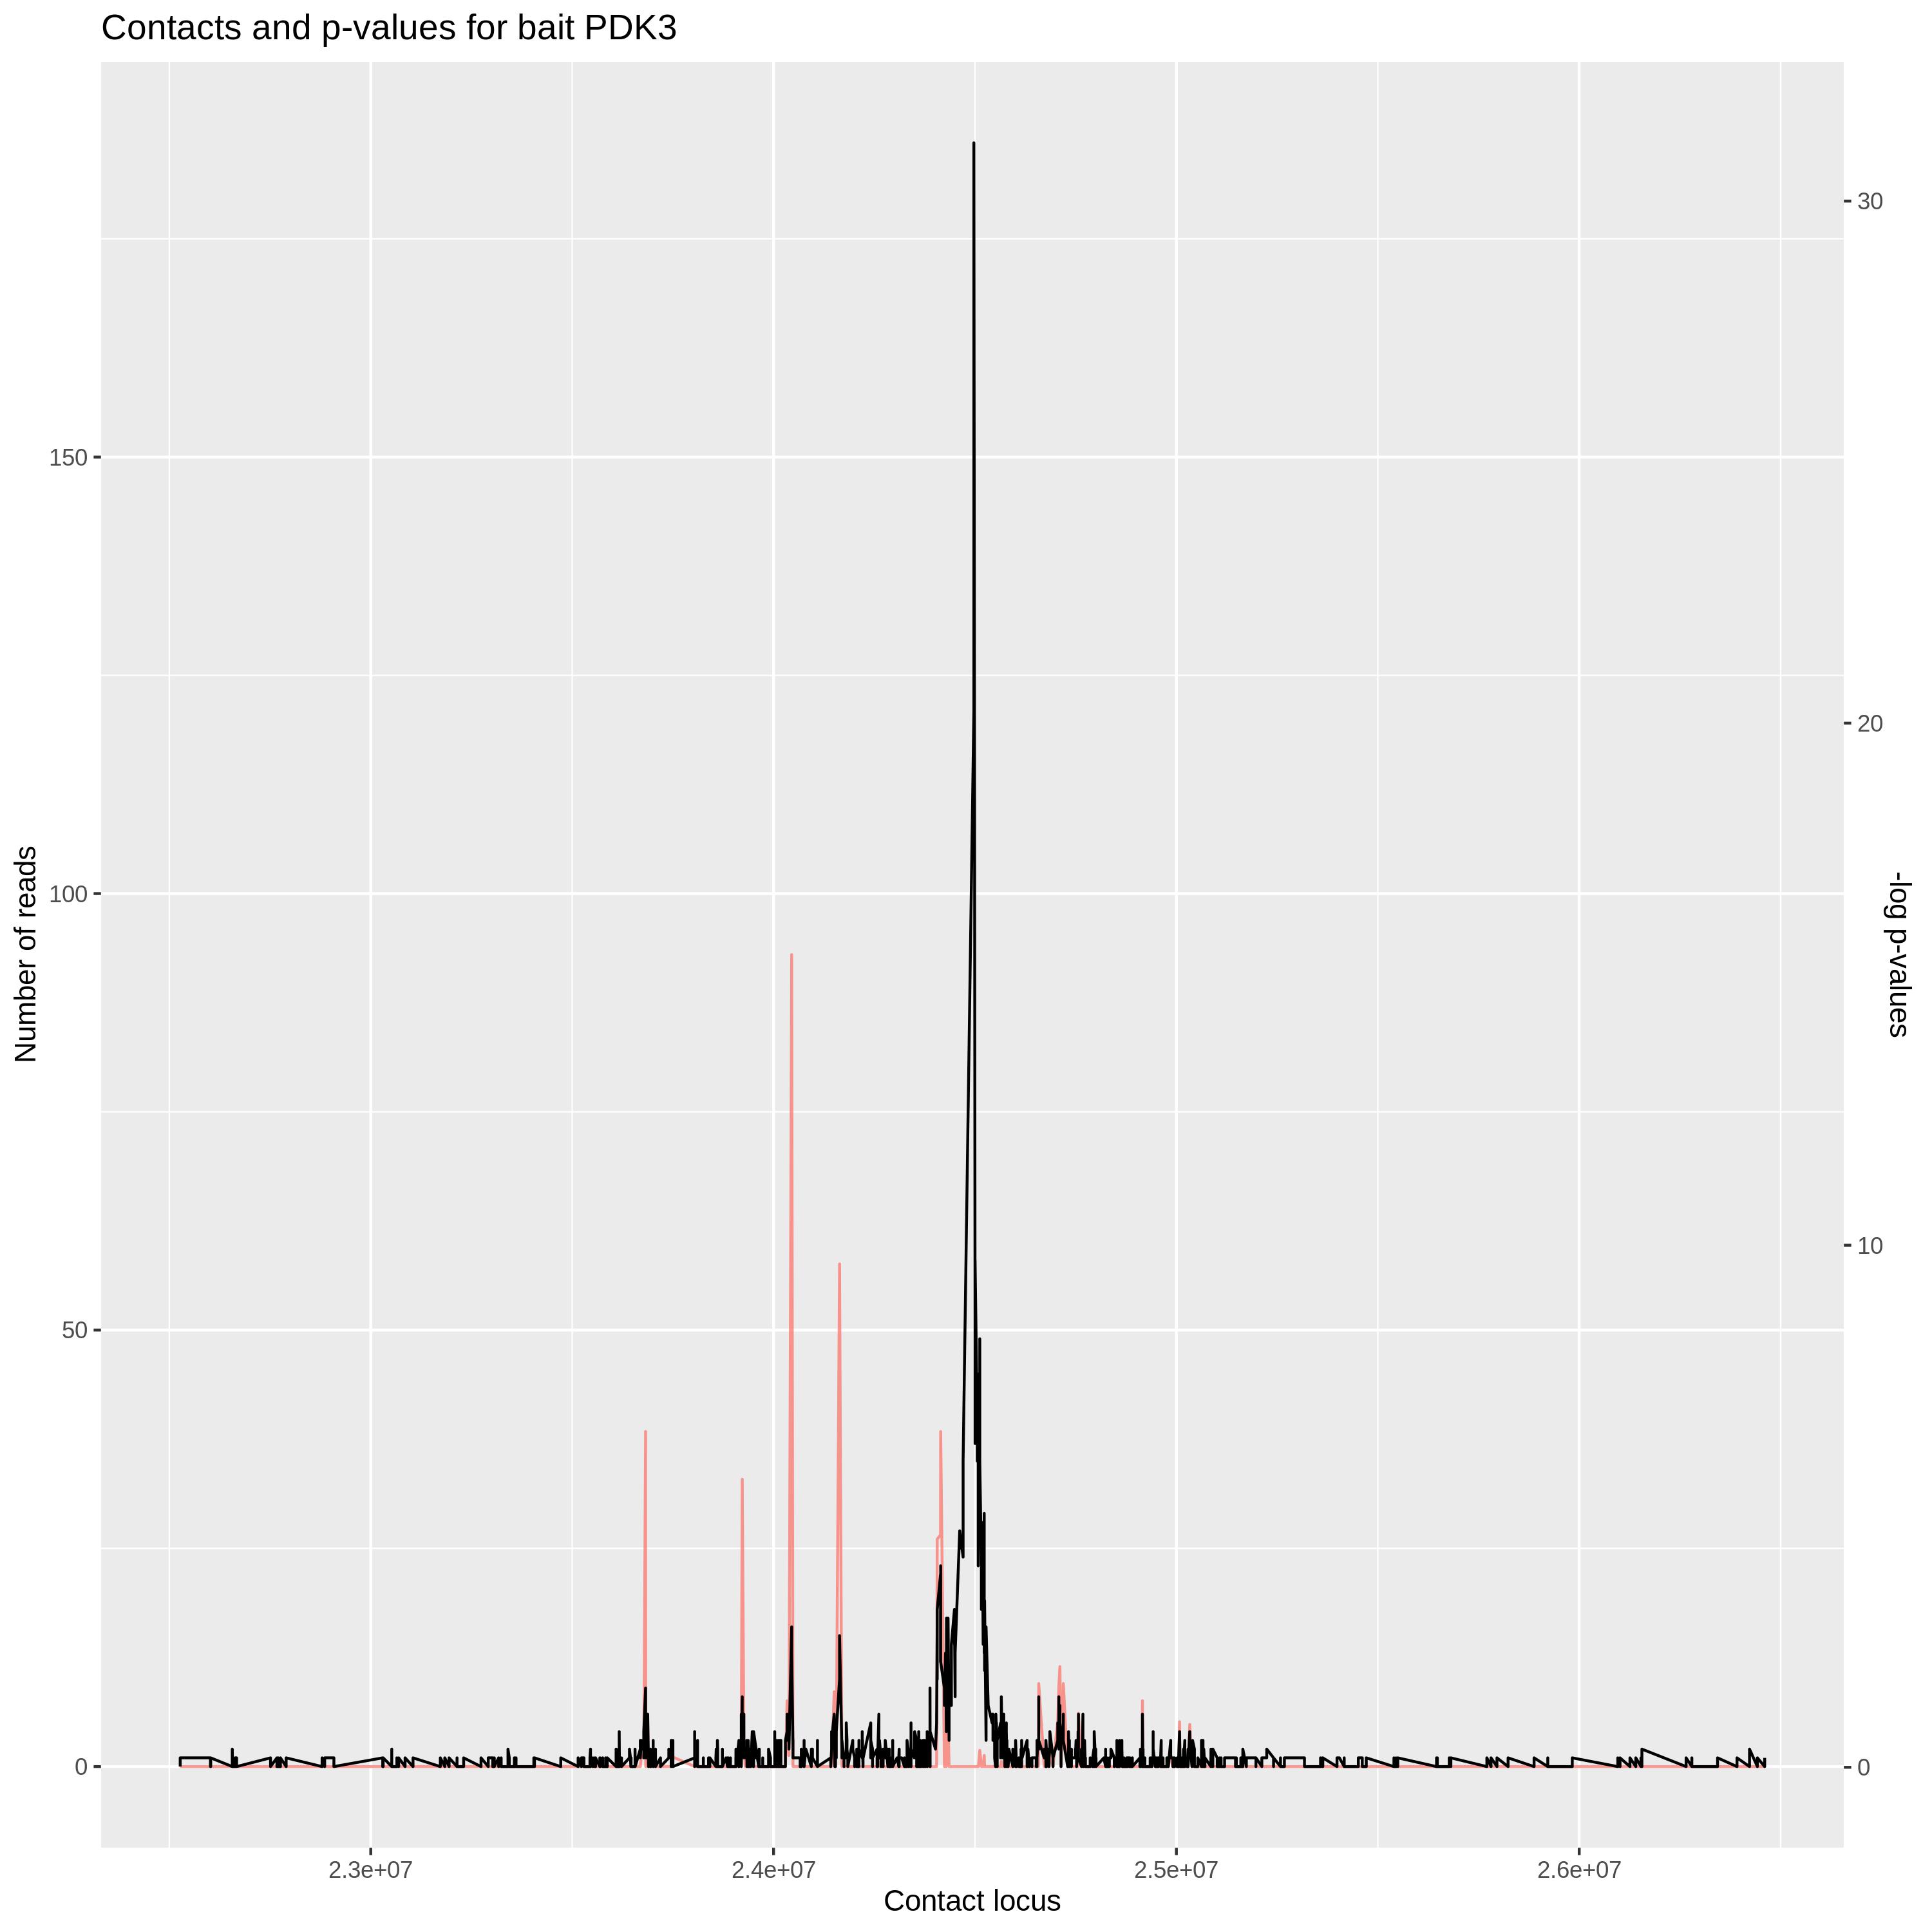 Contacts and p-values for bait PDK3
Number of reads
150
100
50
0
30
20
10
0
-log p-values
2.3e+07 2.4e+07 2.5e+07 2.6e+07
Contact locus